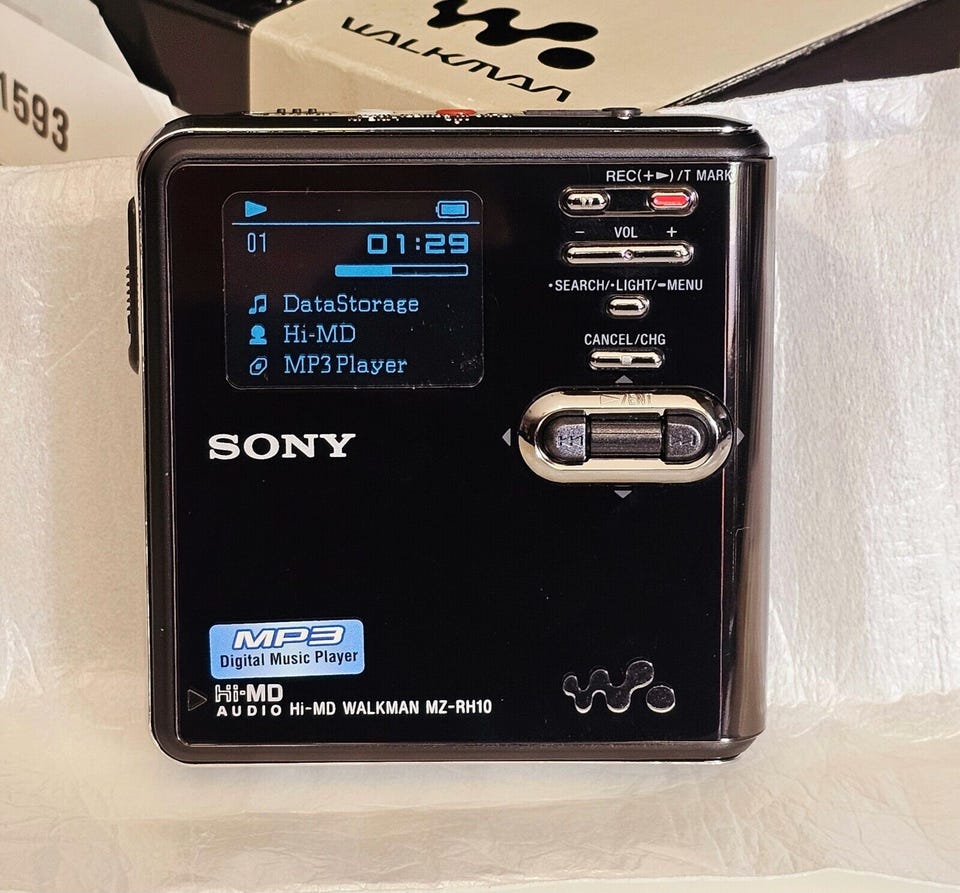 WALKMAN
1593
REC(+►)/T MARK
− VOL +
•SEARCH/•LIGHT/━MENU
CANCEL/CHG
▷/ENT
01 01:29
DataStorage
Hi-MD
MP3 Player
SONY
MP3
Digital Music Player
Hi-MD
AUDIO Hi-MD WALKMAN MZ-RH10